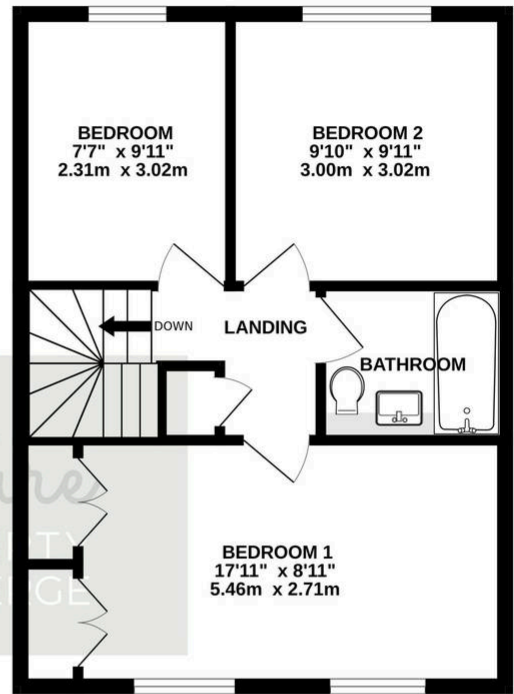 BEDROOM
7'7" x 9'11"
2.31m x 3.02m
BEDROOM 2
9'10" x 9'11"
3.00m x 3.02m
DOWN
LANDING
BATHROOM
BEDROOM 1
17'11" x 8'11"
5.46m x 2.71m